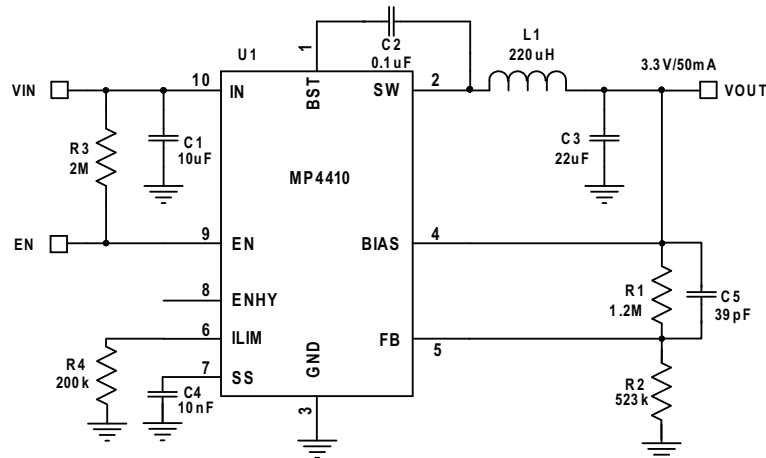 U1
1
C2
0.1uF
L1
220uH
3.3V/50mA
VIN
10
IN
BST
SW
2
VOUT
R3
2M
C1
10uF
C3
22uF
MP4410
EN
9
EN
BIAS
4
8
ENHY
R1
1.2M
C5
39pF
6
ILIM
FB
5
R4
200k
7
SS
GND
C4
10nF
R2
523k
3